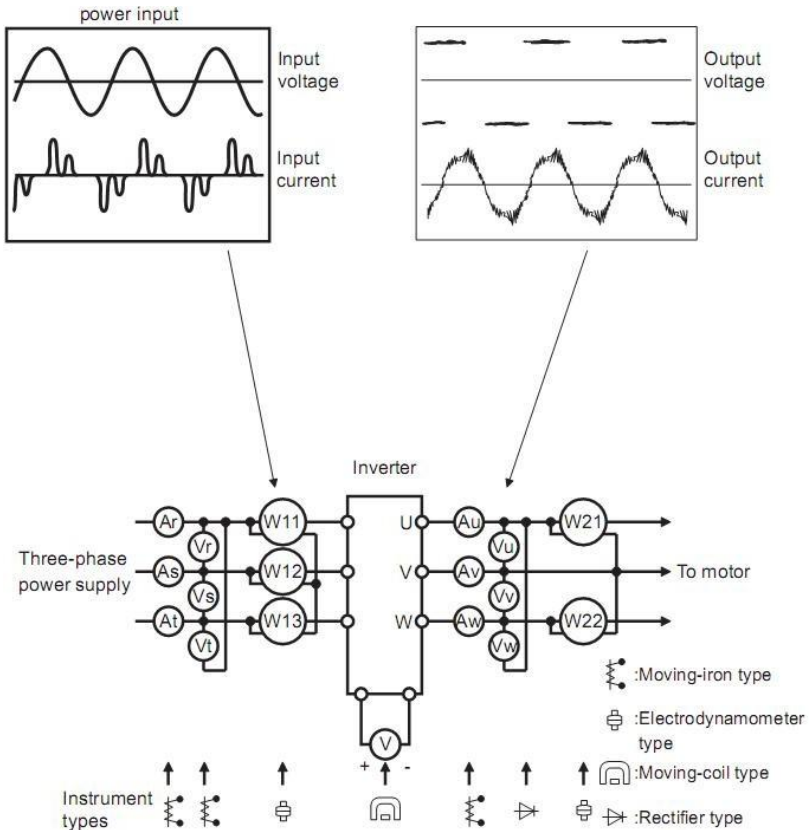 power input
Input
voltage
Input
current
Output
voltage
Output
current
Inverter
Ar
W11
U
Au
W21
Vr
Vu
Three-phase
power supply
As
W12
V
Av
To motor
Vs
Vv
At
W13
W
Aw
W22
Vt
Vw
:Moving-iron type
:Electrodynamometer
type
V
+ -
:Moving-coil type
Instrument
types
:Rectifier type